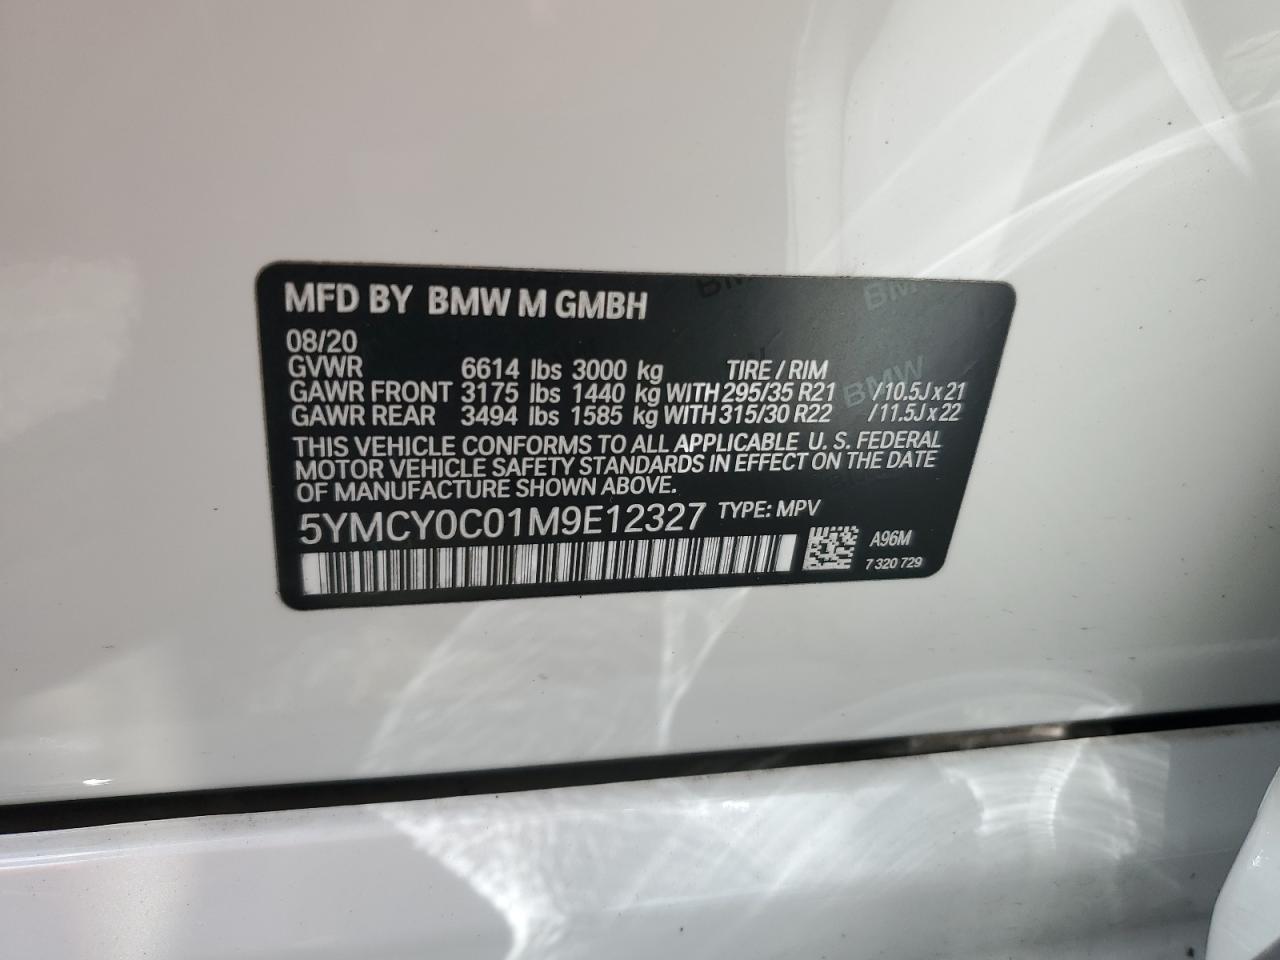 MFD BY BMW M GMBH
08/20
GVWR 6614 lbs 3000 kg TIRE / RIM
GAWR FRONT 3175 lbs 1440 kg WITH 295/35 R21 /10.5J x 21
GAWR REAR 3494 lbs 1585 kg WITH 315/30 R22 /11.5J x 22
THIS VEHICLE CONFORMS TO ALL APPLICABLE U. S. FEDERAL
MOTOR VEHICLE SAFETY STANDARDS IN EFFECT ON THE DATE
OF MANUFACTURE SHOWN ABOVE.
5YMCY0C01M9E12327 TYPE: MPV
A96M
7 320 729
BMW
BMW
BMW